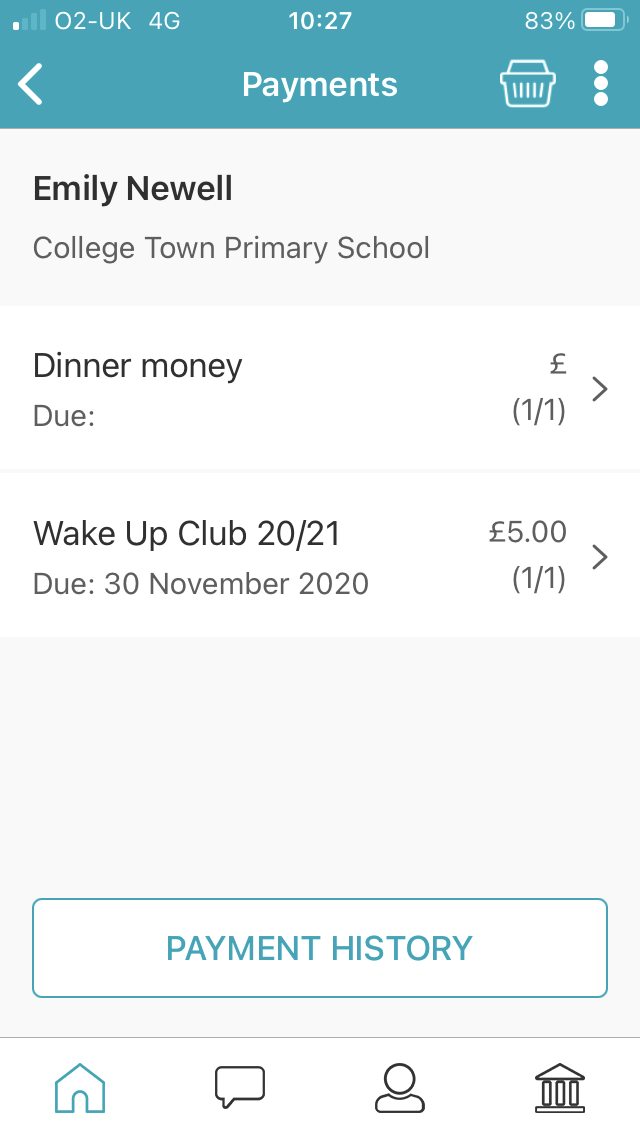 O2-UK 4G 10:27 83%
Payments
Emily Newell
College Town Primary School
Dinner money £
Due: (1/1)
Wake Up Club 20/21 £5.00
Due: 30 November 2020 (1/1)
PAYMENT HISTORY